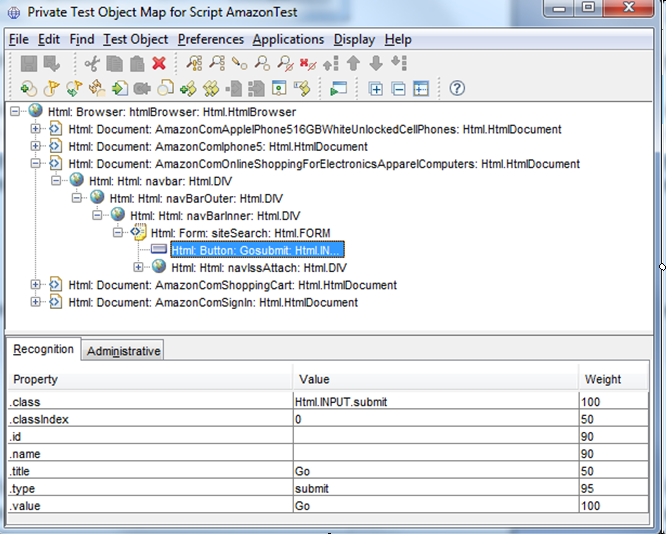 Private Test Object Map for Script AmazonTest
File Edit Find Test Object Preferences Applications Display Help
Html: Browser: htmlBrowser: Html.HtmlBrowser
Html: Document: AmazonComAppleIPhone516GBWhiteUnlockedCellPhones: Html.HtmlDocument
Html: Document: AmazonComIphone5: Html.HtmlDocument
Html: Document: AmazonComOnlineShoppingForElectronicsApparelComputers: Html.HtmlDocument
Html: Html: navbar: Html.DIV
Html: Html: navBarOuter: Html.DIV
Html: Html: navBarInner: Html.DIV
Html: Form: siteSearch: Html.FORM
Html: Button: Gosubmit: Html.IN...
Html: Html: navIssAttach: Html.DIV
Html: Document: AmazonComShoppingCart: Html.HtmlDocument
Html: Document: AmazonComSignIn: Html.HtmlDocument
Recognition Administrative
Property Value Weight
.class Html.INPUT.submit 100
.classIndex 0 50
.id 90
.name 90
.title Go 50
.type submit 95
.value Go 100